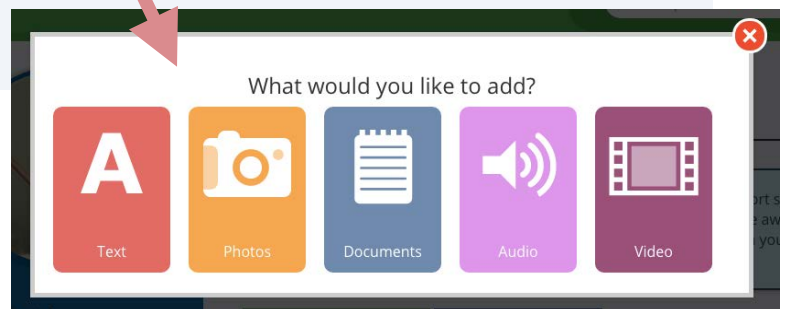 What would you like to add?
A
Text
Photos
Documents
Audio
Video